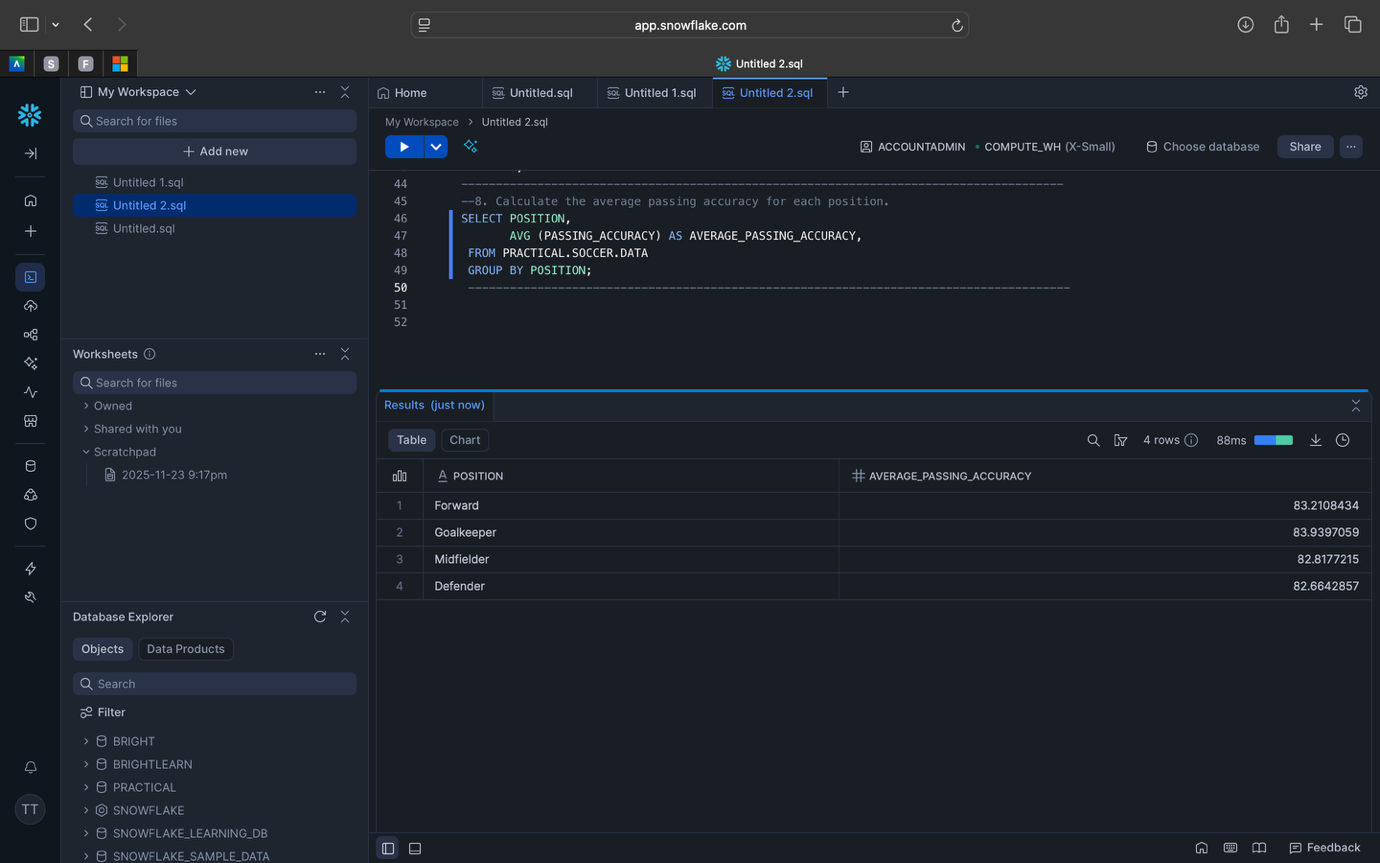 app.snowflake.com
S
F
Untitled 2.sql
My Workspace
Search for files
Add new
Untitled 1.sql
Untitled 2.sql
Untitled.sql
Worksheets
Search for files
Owned
Shared with you
Scratchpad
2025-11-23 9:17pm
Database Explorer
Objects
Data Products
Search
Filter
BRIGHT
BRIGHTLEARN
PRACTICAL
SNOWFLAKE
SNOWFLAKE_LEARNING_DB
SNOWFLAKE_SAMPLE_DATA
TT
Home
Untitled.sql
Untitled 1.sql
Untitled 2.sql
My Workspace > Untitled 2.sql
ACCOUNTADMIN
COMPUTE_WH (X-Small)
Choose database
Share
44
45 --8. Calculate the average passing accuracy for each position.
46 SELECT POSITION,
47 AVG (PASSING_ACCURACY) AS AVERAGE_PASSING_ACCURACY,
48 FROM PRACTICAL.SOCCER.DATA
49 GROUP BY POSITION;
50
51
52
Results (just now)
Table
Chart
4 rows
88ms
POSITION AVERAGE_PASSING_ACCURACY
1 Forward 83.2108434
2 Goalkeeper 83.9397059
3 Midfielder 82.8177215
4 Defender 82.6642857
Feedback